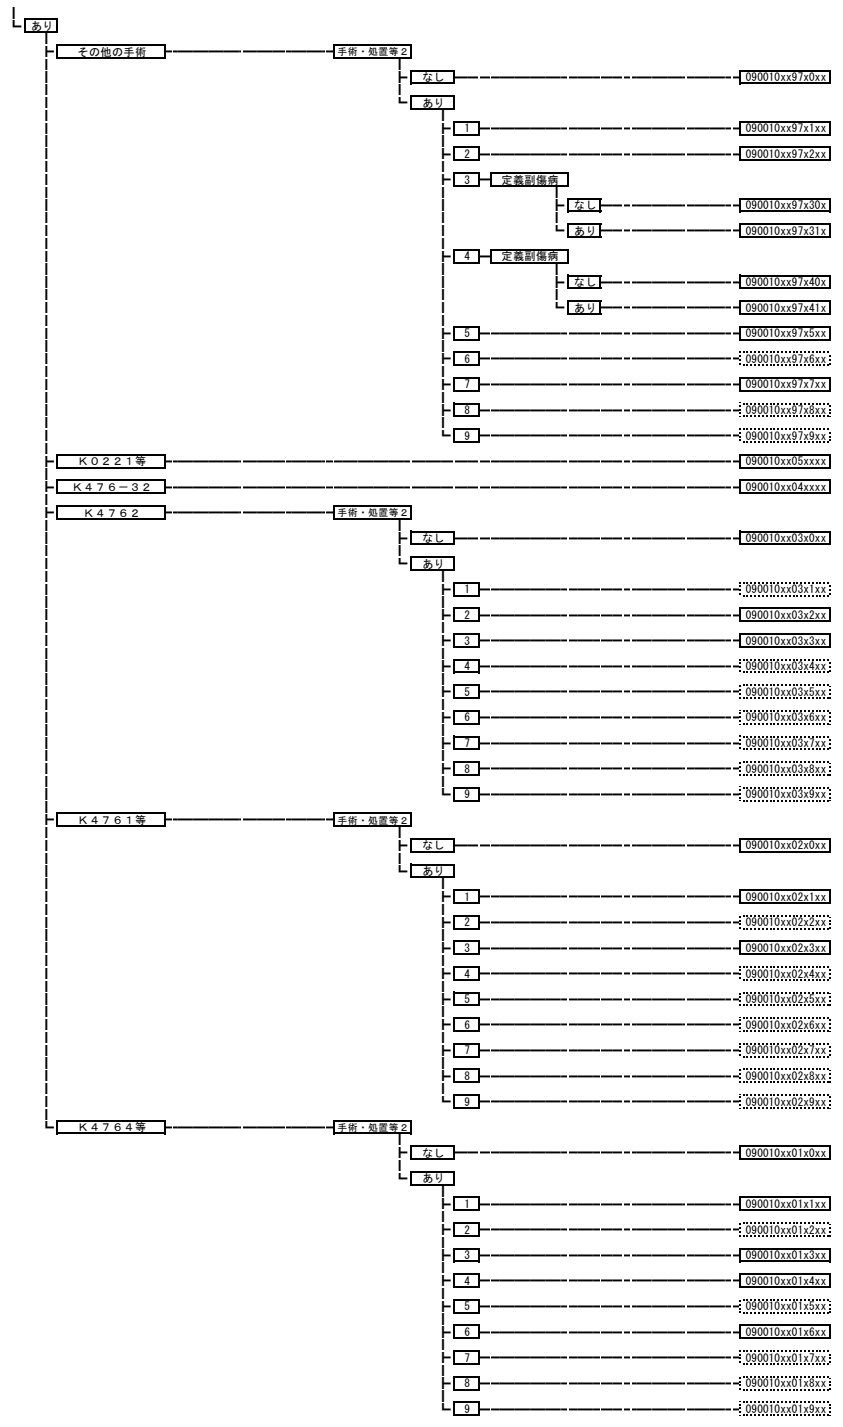 あり
その他の手術 手術・処置等2
なし 090010xx97x0xx
あり
1 090010xx97x1xx
2 090010xx97x2xx
3 定義副傷病
なし 090010xx97x30x
あり 090010xx97x31x
4 定義副傷病
なし 090010xx97x40x
あり 090010xx97x41x
5 090010xx97x5xx
6 090010xx97x6xx
7 090010xx97x7xx
8 090010xx97x8xx
9 090010xx97x9xx
K0221等 090010xx05xxxx
K476-32 090010xx04xxxx
K4762 手術・処置等2
なし 090010xx03x0xx
あり
1 090010xx03x1xx
2 090010xx03x2xx
3 090010xx03x3xx
4 090010xx03x4xx
5 090010xx03x5xx
6 090010xx03x6xx
7 090010xx03x7xx
8 090010xx03x8xx
9 090010xx03x9xx
K4761等 手術・処置等2
なし 090010xx02x0xx
あり
1 090010xx02x1xx
2 090010xx02x2xx
3 090010xx02x3xx
4 090010xx02x4xx
5 090010xx02x5xx
6 090010xx02x6xx
7 090010xx02x7xx
8 090010xx02x8xx
9 090010xx02x9xx
K4764等 手術・処置等2
なし 090010xx01x0xx
あり
1 090010xx01x1xx
2 090010xx01x2xx
3 090010xx01x3xx
4 090010xx01x4xx
5 090010xx01x5xx
6 090010xx01x6xx
7 090010xx01x7xx
8 090010xx01x8xx
9 090010xx01x9xx